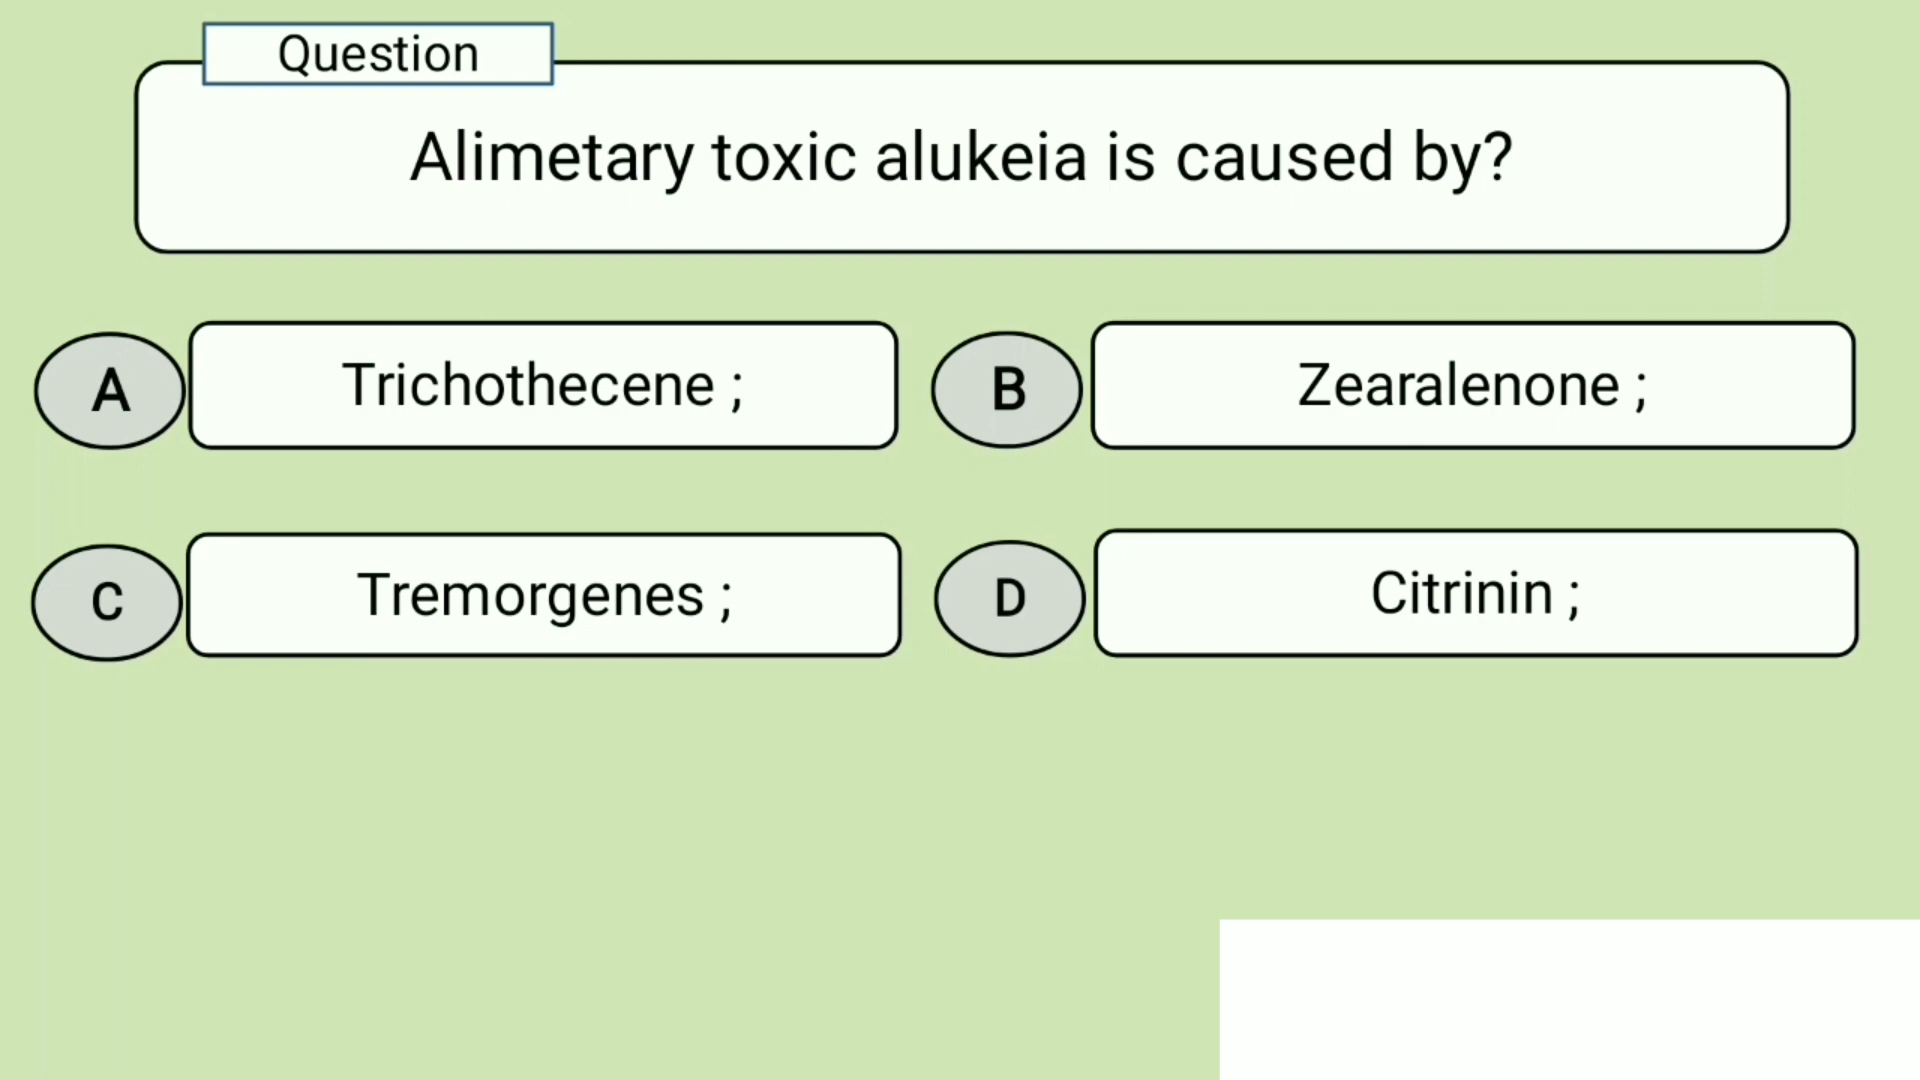 Question
Alimetary toxic alukeia is caused by?
A
Trichothecene ;
B
Zearalenone ;
C
Tremorgenes ;
D
Citrinin ;